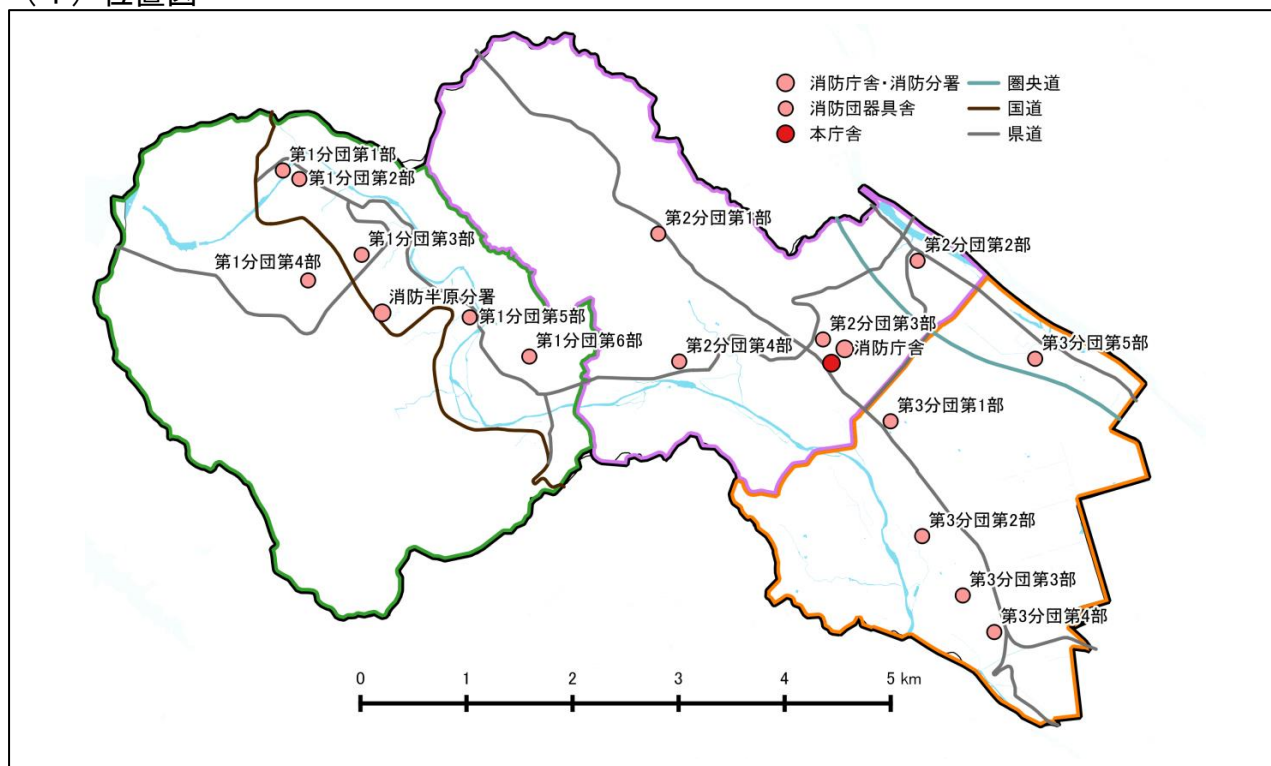 （１）位置図
消防庁舎・消防分署
消防団器具舎
本庁舎
圏央道
国道
県道
第1分団第1部
第1分団第2部
第1分団第3部
第1分団第4部
消防半原分署
第1分団第5部
第1分団第6部
第2分団第1部
第2分団第2部
第2分団第3部
消防庁舎
第2分団第4部
第3分団第5部
第3分団第1部
第3分団第2部
第3分団第3部
第3分団第4部
0 1 2 3 4 5 km